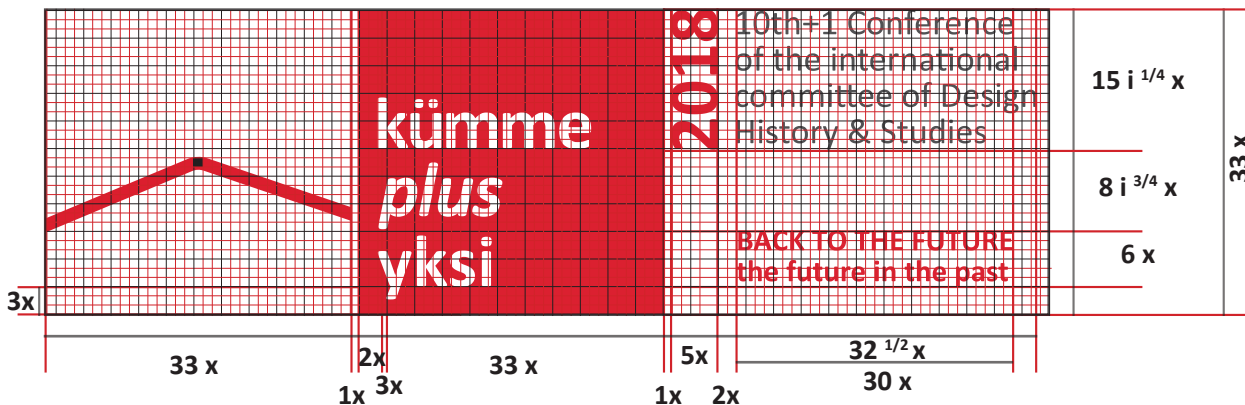 kümme
plus
yksi
2018
10th+1 Conference
of the international
committee of Design
History & Studies
BACK TO THE FUTURE
the future in the past
15 i 1/4 x
8 i 3/4 x
6 x
33 x
3x
33 x
1x
2x
3x
33 x
1x
5x
2x
32 1/2 x
30 x